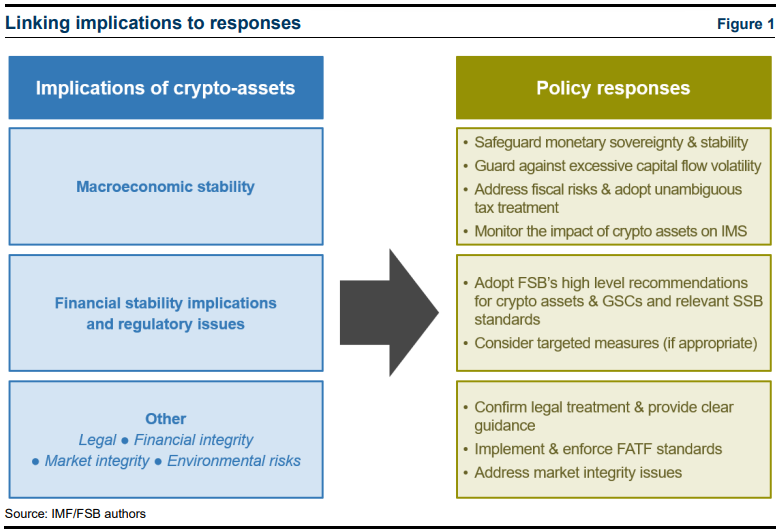 Linking implications to responses
Figure 1
Implications of crypto-assets
Policy responses
Macroeconomic stability
• Safeguard monetary sovereignty & stability
• Guard against excessive capital flow volatility
• Address fiscal risks & adopt unambiguous
tax treatment
• Monitor the impact of crypto assets on IMS
Financial stability implications
and regulatory issues
• Adopt FSB's high level recommendations
for crypto assets & GSCs and relevant SSB
standards
• Consider targeted measures (if appropriate)
Other
Legal ● Financial integrity
● Market integrity ● Environmental risks
• Confirm legal treatment & provide clear
guidance
• Implement & enforce FATF standards
• Address market integrity issues
Source: IMF/FSB authors